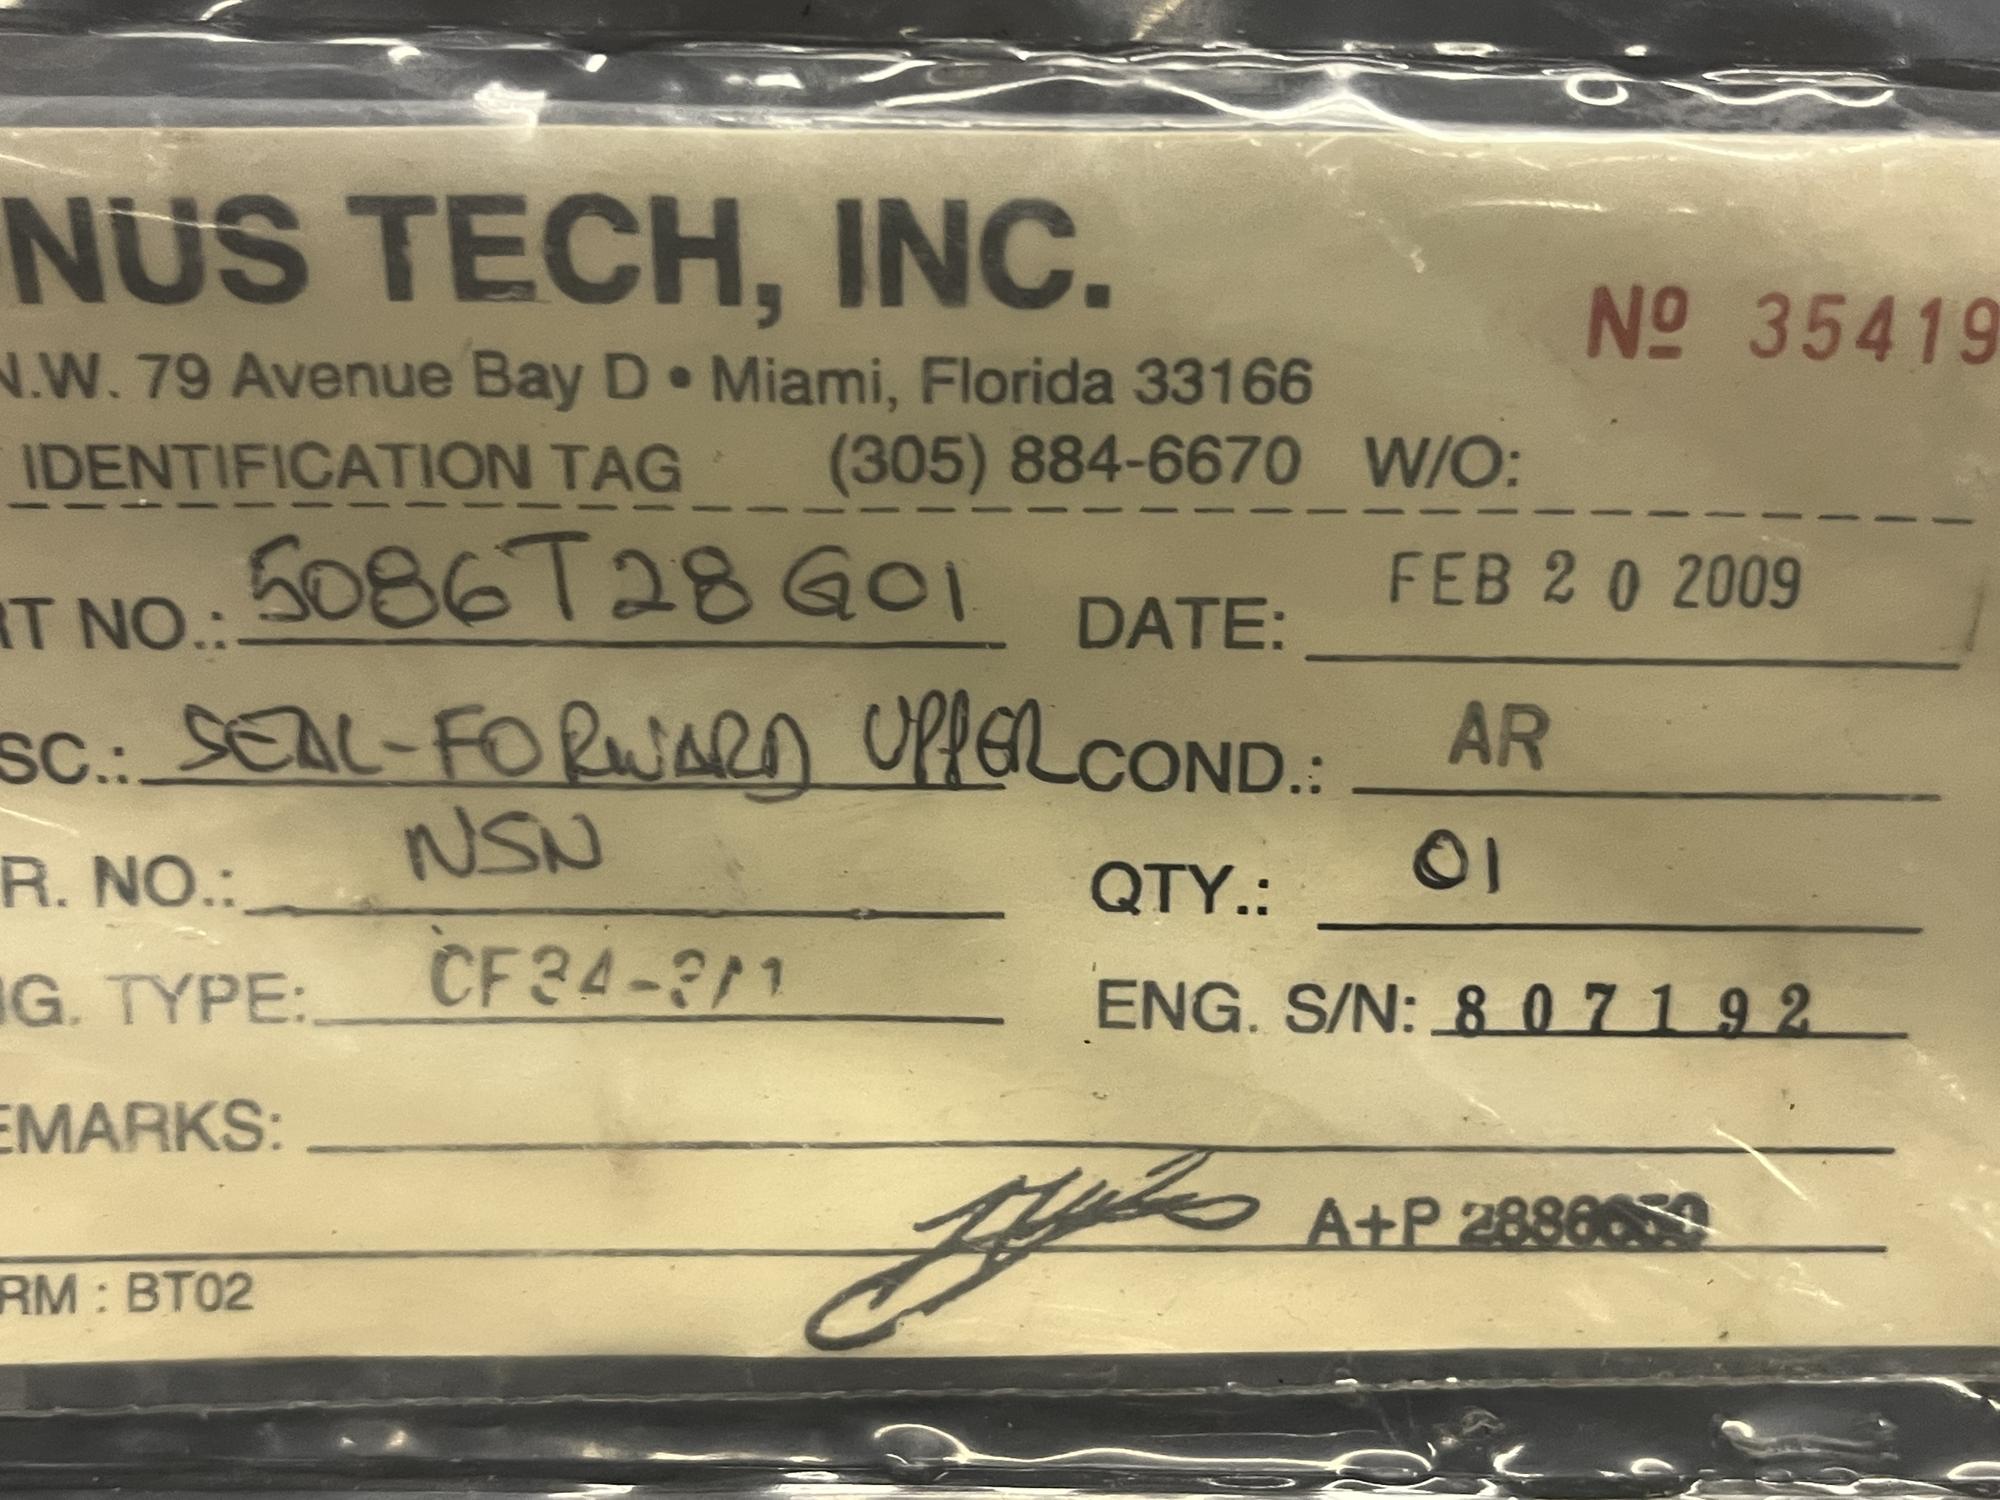 NUS TECH, INC.
Nº 35419
N.W. 79 Avenue Bay D • Miami, Florida 33166
IDENTIFICATION TAG (305) 884-6670 W/O:
RT NO.: 5086T28G01 DATE: FEB 20 2009
SC.: SEAL-FORWARD UPPER COND.: AR
R. NO.: NSN QTY.: 01
G. TYPE: ENG. S/N: 807192
EMARKS:
A+P
RM : BT02